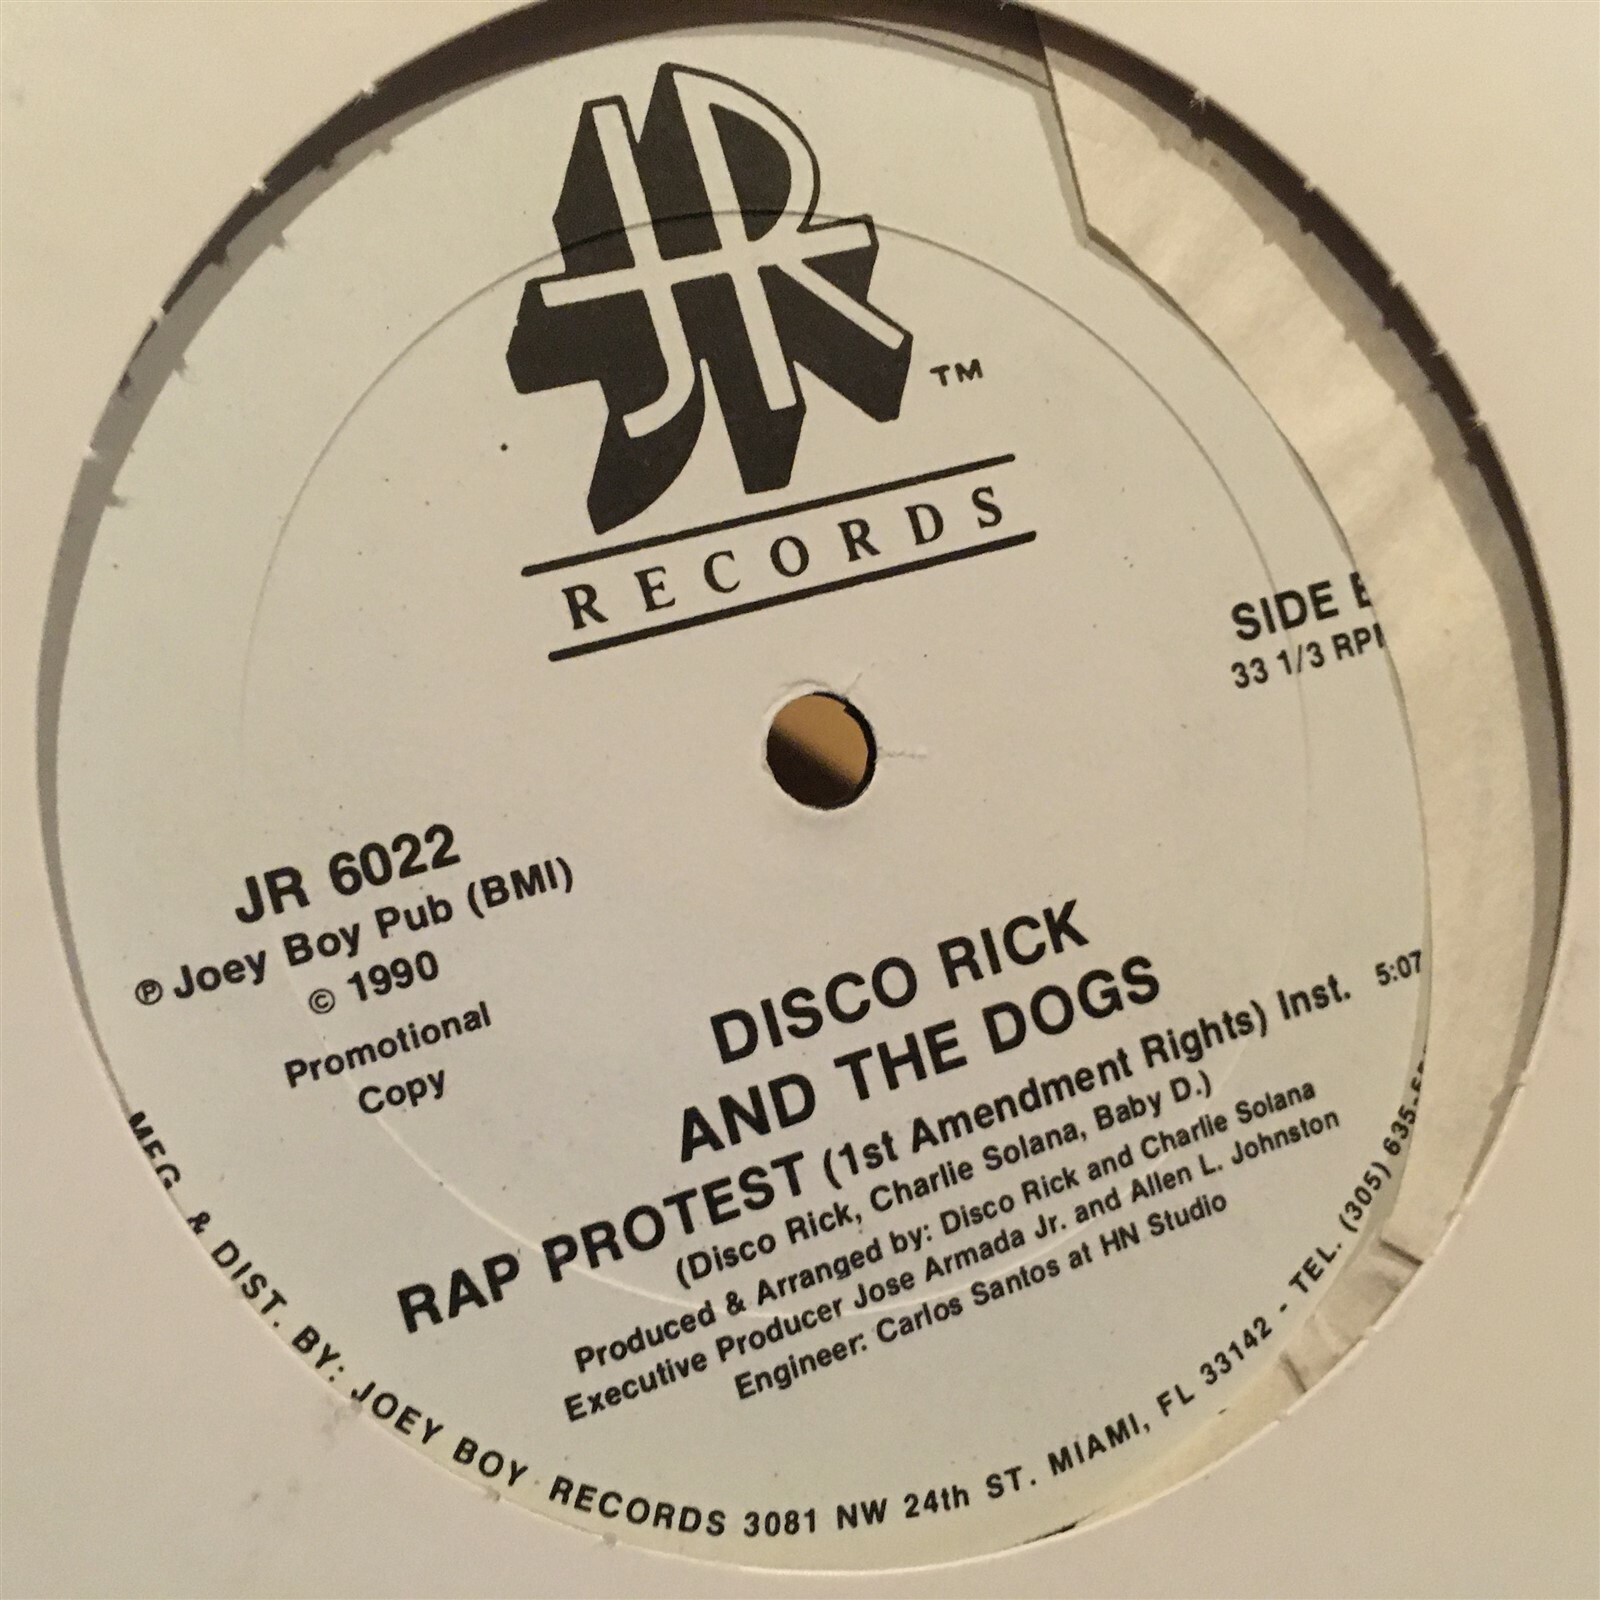 JR
TM
RECORDS
SIDE
33 1/3
JR 6022
℗ Joey Boy Pub (BMI)
© 1990
Promotional
Copy
DISCO RICK
AND THE DOGS
RAP PROTEST (1st Amendment Rights) Inst. 5:07
(Disco Rick, Charlie Solana, Baby D.)
Produced & Arranged by: Disco Rick and Charlie Solana
Executive Producer Jose Armada Jr. and Allen L. Johnston
Engineer: Carlos Santos at HN Studio
MFG. & DIST. BY: JOEY BOY RECORDS 3081 NW 24th ST. MIAMI, FL 33142 - TEL. (305)